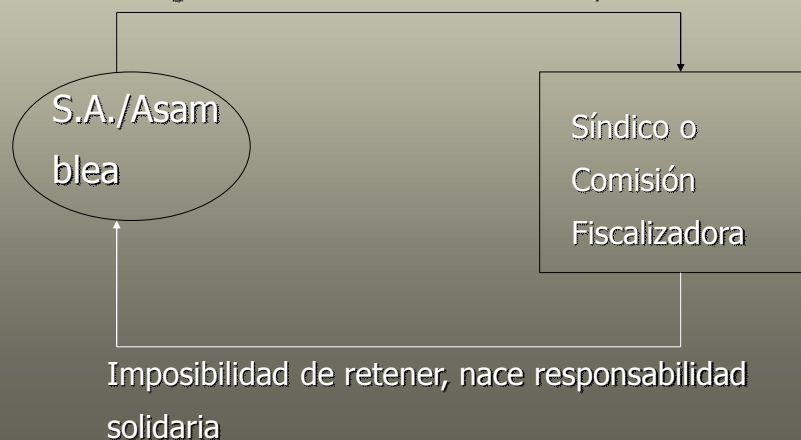 S.A./Asam
blea
Síndico o
Comisión
Fiscalizadora
Imposibilidad de retener, nace responsabilidad
solidaria